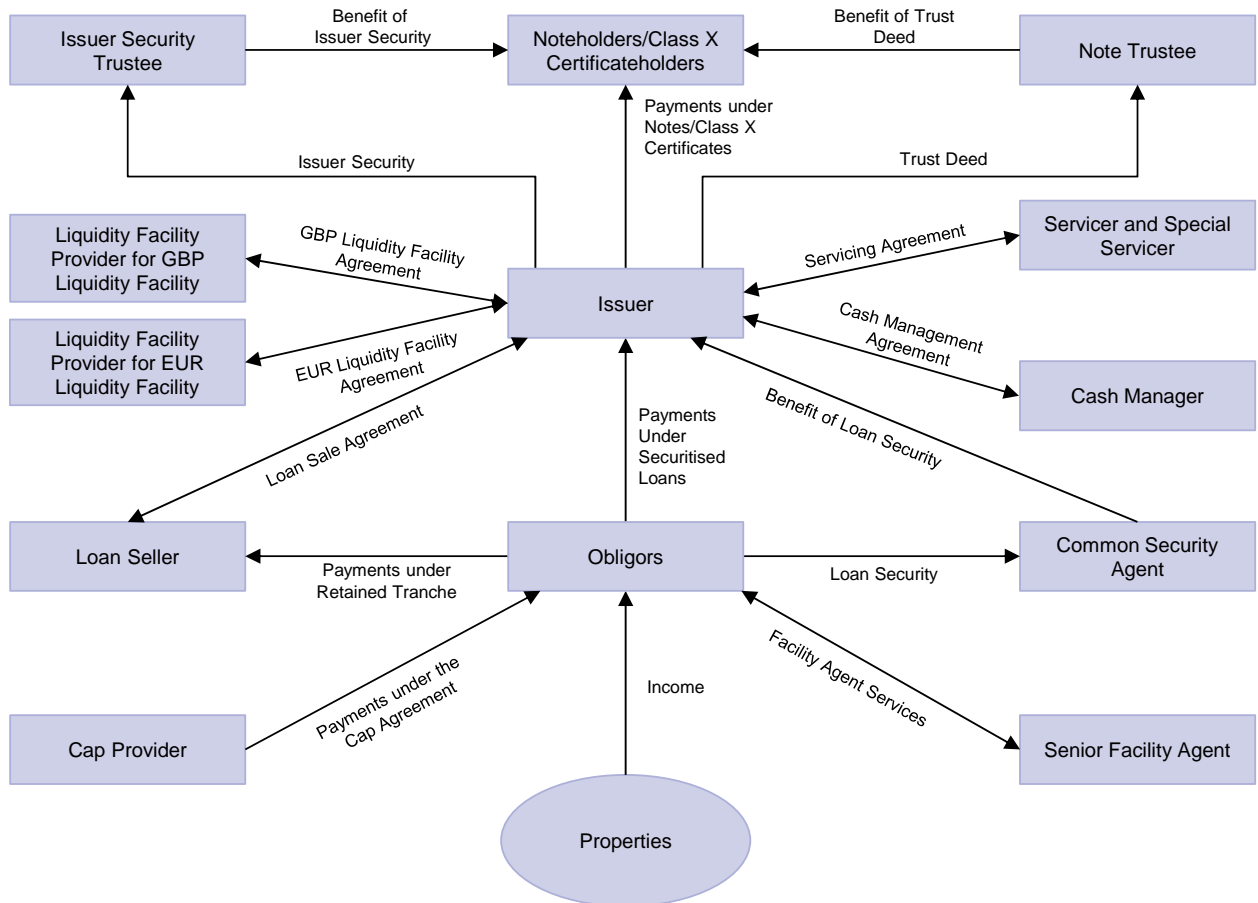 Benefit of
Issuer Security
Benefit of Trust
Deed
Issuer Security
Trustee
Noteholders/Class X
Certificateholders
Note Trustee
Payments under
Notes/Class X
Certificates
Issuer Security
Trust Deed
Liquidity Facility
Provider for GBP
Liquidity Facility
GBP Liquidity Facility
Agreement
Servicing Agreement
Servicer and Special
Servicer
Issuer
Liquidity Facility
Provider for EUR
Liquidity Facility
EUR Liquidity Facility
Agreement
Cash Management
Agreement
Cash Manager
Loan Sale Agreement
Payments
Under
Securitised
Loans
Benefit of Loan Security
Loan Seller
Payments under
Retained Tranche
Obligors
Loan Security
Common Security
Agent
Payments under the
Cap Agreement
Income
Facility Agent Services
Cap Provider
Senior Facility Agent
Properties